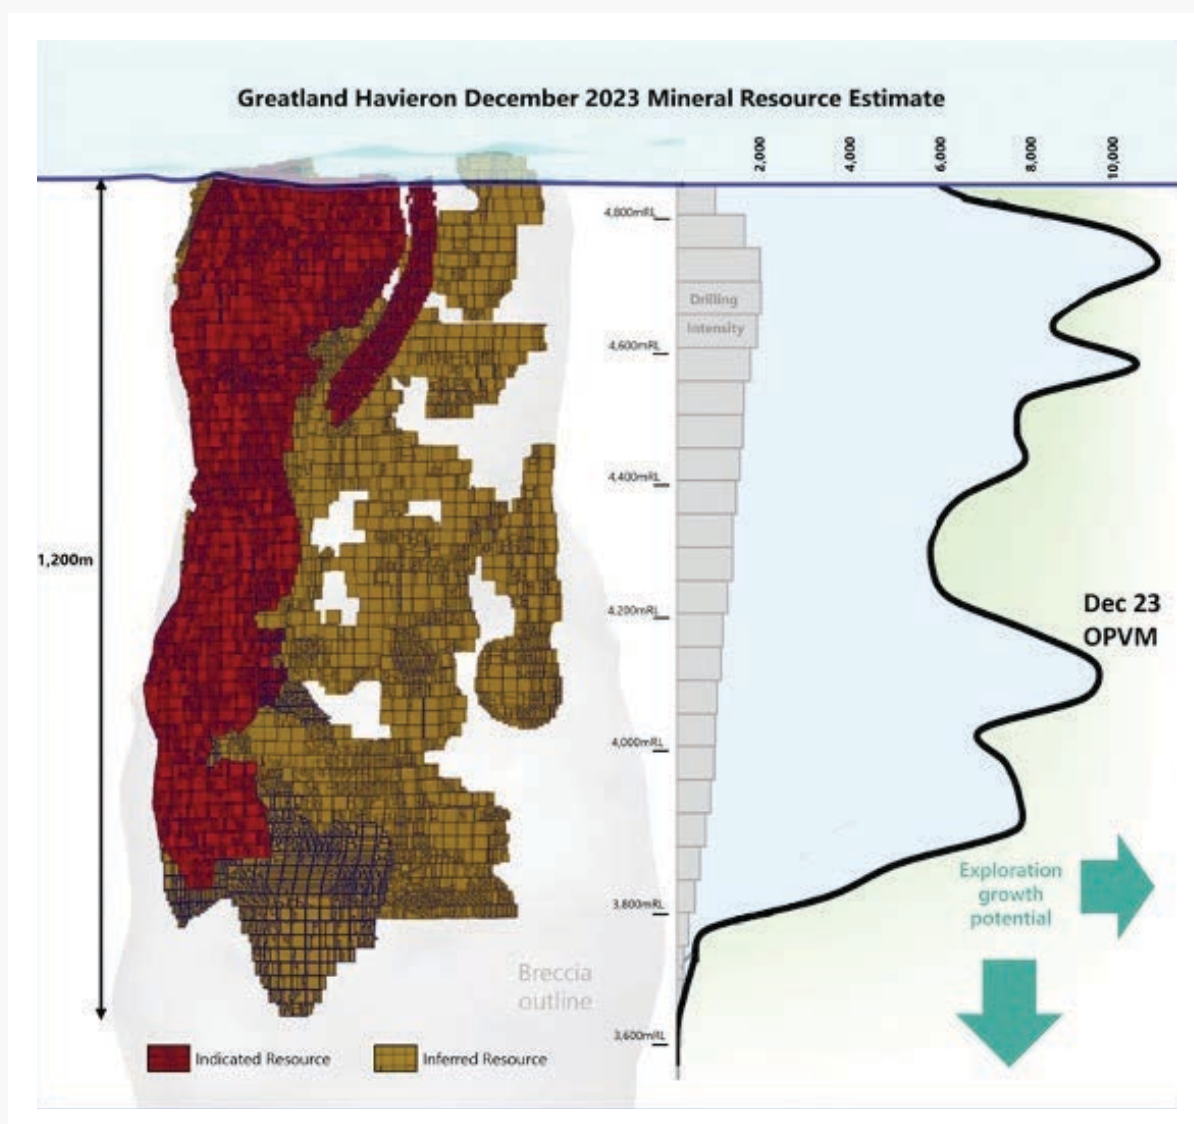 Greatland Havieron December 2023 Mineral Resource Estimate
2,000
4,000
6,000
8,000
10,000
4,800mRL
Drilling
Intensity
4,600mRL
4,400mRL
1,200m
4,200mRL
Dec 23
OPVM
4,000mRL
Exploration
growth
potential
3,800mRL
Breccia
outline
3,600mRL
Indicated Resource
Inferred Resource